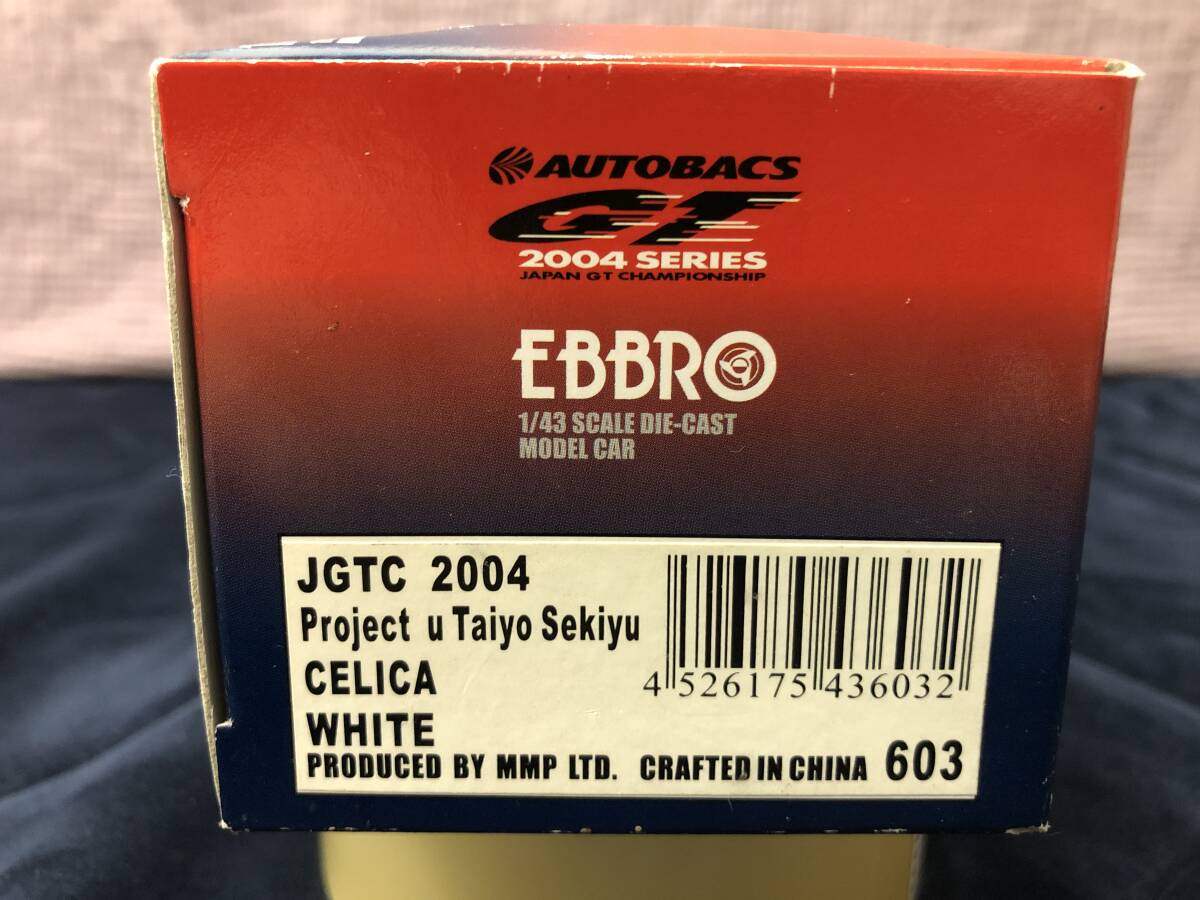 AUTOBACS
GT
2004 SERIES
JAPAN GT CHAMPIONSHIP
EBBRO
1/43 SCALE DIE-CAST
MODEL CAR
JGTC 2004
Project u Taiyo Sekiyu
CELICA
WHITE
4 526175 436032
PRODUCED BY MMP LTD. CRAFTED IN CHINA 603